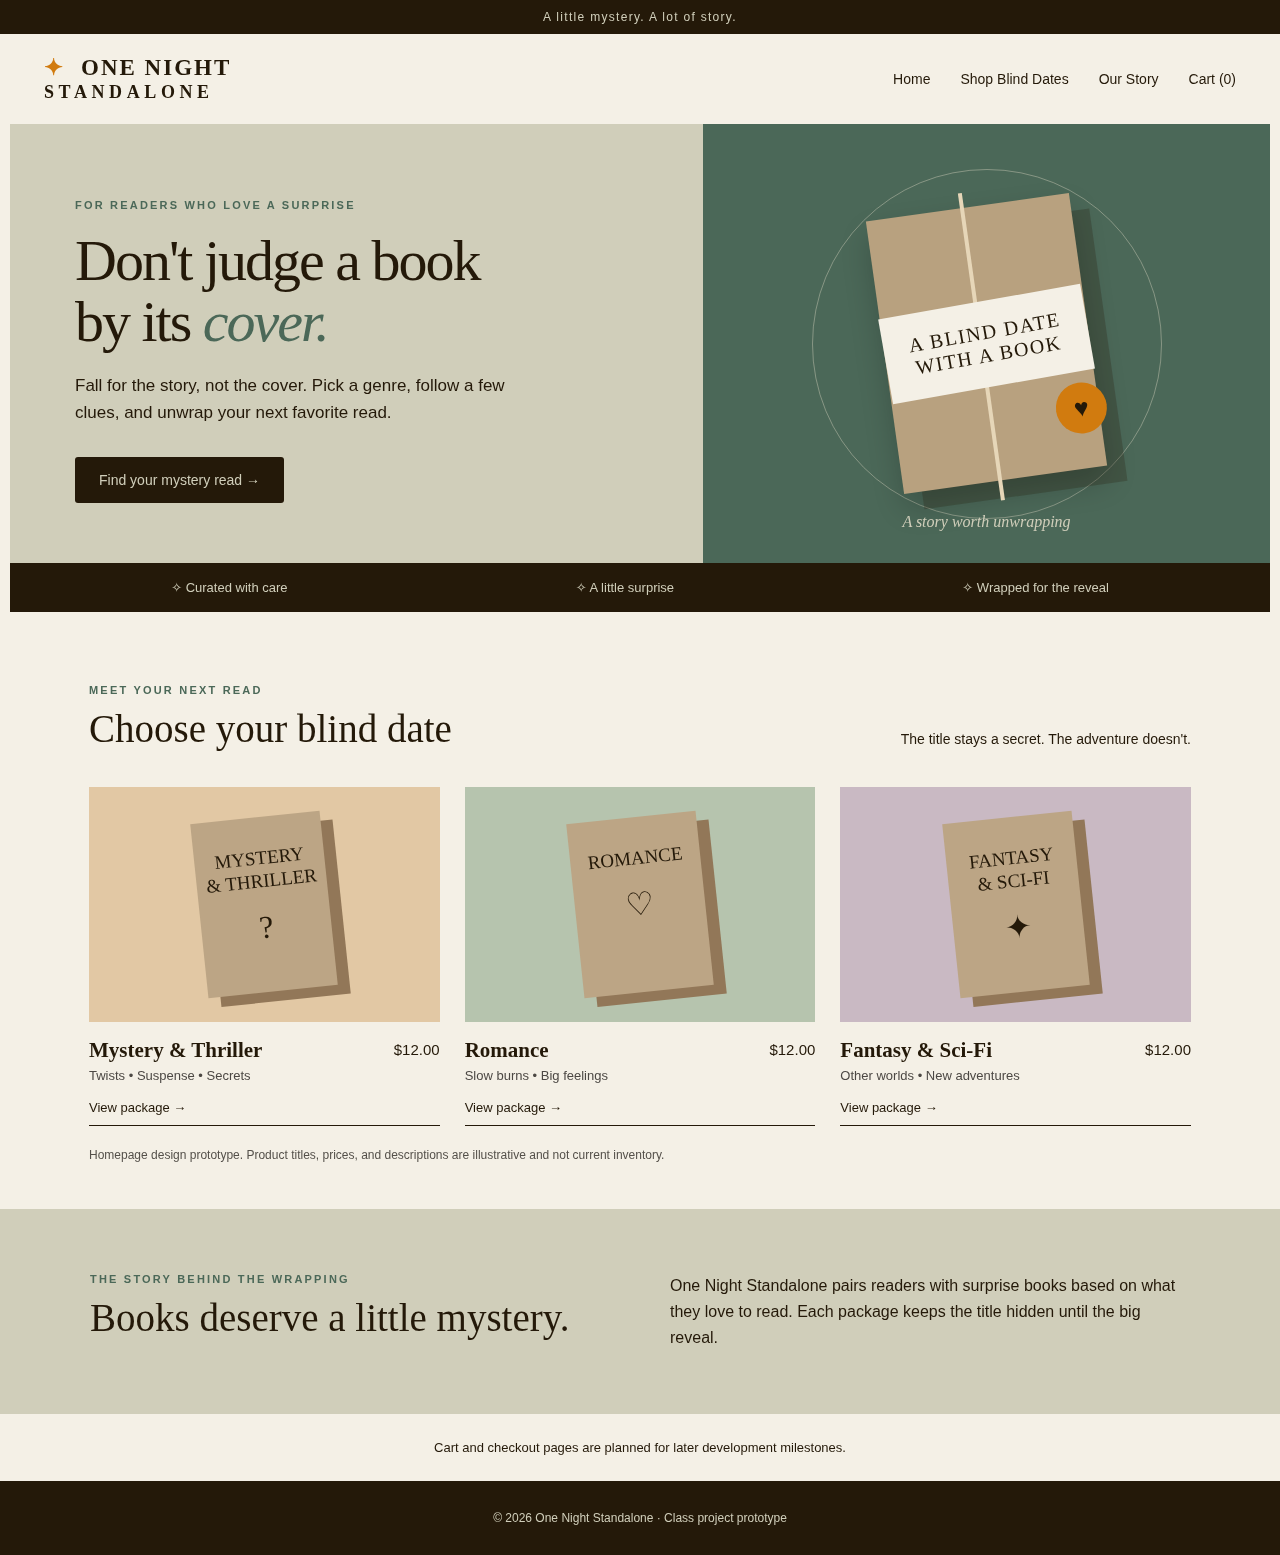 A little mystery. A lot of story.
✦ ONE NIGHT
STANDALONE
Home Shop Blind Dates Our Story Cart (0)
FOR READERS WHO LOVE A SURPRISE
Don't judge a book
by its cover.
Fall for the story, not the cover. Pick a genre, follow a few
clues, and unwrap your next favorite read.
Find your mystery read →
A BLIND DATE
WITH A BOOK
♥
A story worth unwrapping
✧ Curated with care
✧ A little surprise
✧ Wrapped for the reveal
MEET YOUR NEXT READ
Choose your blind date
The title stays a secret. The adventure doesn't.
MYSTERY
& THRILLER
?
ROMANCE
♡
FANTASY
& SCI-FI
✦
Mystery & Thriller $12.00
Twists • Suspense • Secrets
View package →
Romance $12.00
Slow burns • Big feelings
View package →
Fantasy & Sci-Fi $12.00
Other worlds • New adventures
View package →
Homepage design prototype. Product titles, prices, and descriptions are illustrative and not current inventory.
THE STORY BEHIND THE WRAPPING
Books deserve a little mystery.
One Night Standalone pairs readers with surprise books based on what
they love to read. Each package keeps the title hidden until the big
reveal.
Cart and checkout pages are planned for later development milestones.
© 2026 One Night Standalone · Class project prototype